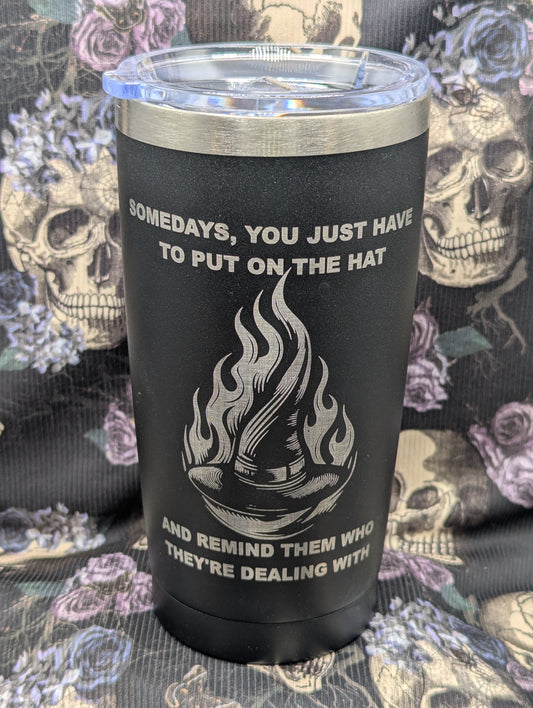 SOMEDAYS, YOU JUST HAVE
TO PUT ON THE HAT
AND REMIND THEM WHO
THEY'RE DEALING WITH